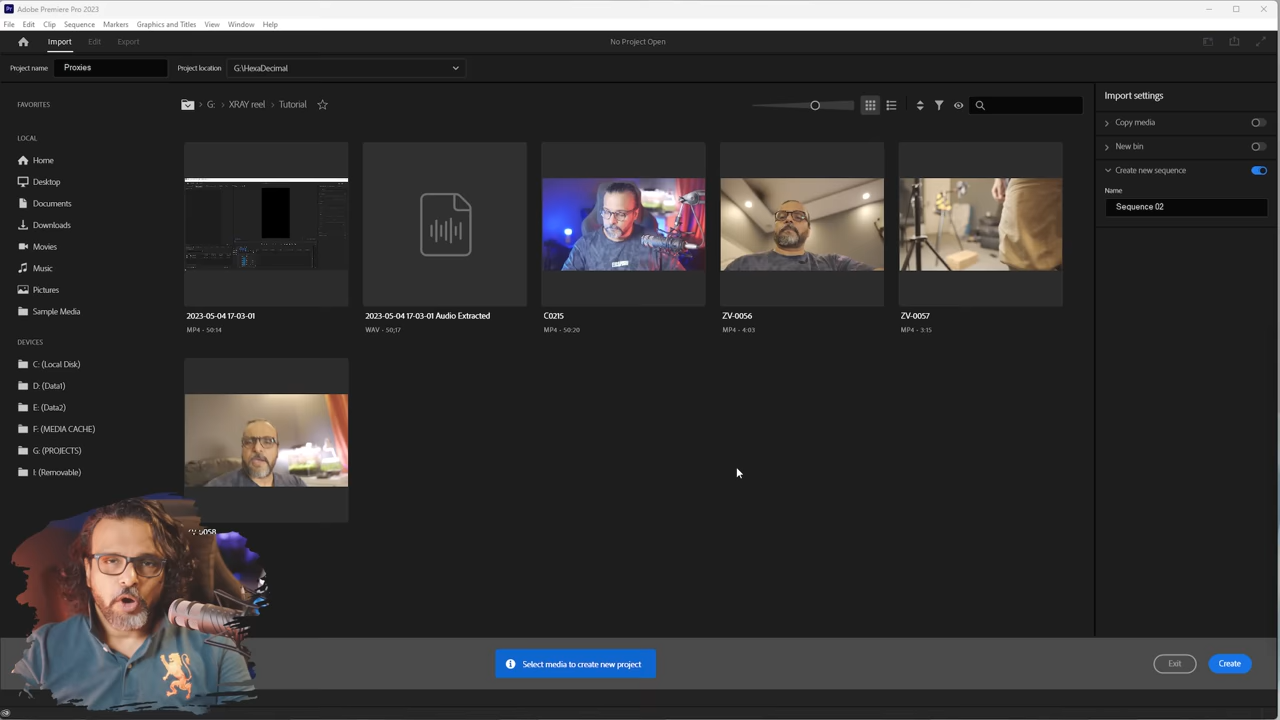 Adobe Premiere Pro 2023
File Edit Clip Sequence Markers Graphics and Titles View Window Help
Import Edit Export No Project Open
Project name Proxies Project location G:\HexaDecimal
FAVORITES
G: > XRAY reel > Tutorial
Import settings
Copy media
LOCAL
New bin
Home
Create new sequence
Desktop
Name
Documents
Sequence 02
Downloads
Movies
Music
Pictures
Sample Media
2023-05-04 17-03-01
MP4 - 50:14
2023-05-04 17-03-01 Audio Extracted
WAV - 50;17
C0215
MP4 - 50:20
ZV-0056
MP4 - 4:03
ZV-0057
MP4 - 3:15
DEVICES
C: (Local Disk)
D: (Data1)
E: (Data2)
F: (MEDIA CACHE)
G: (PROJECTS)
I: (Removable)
ZV-0058
Select media to create new project
Exit
Create